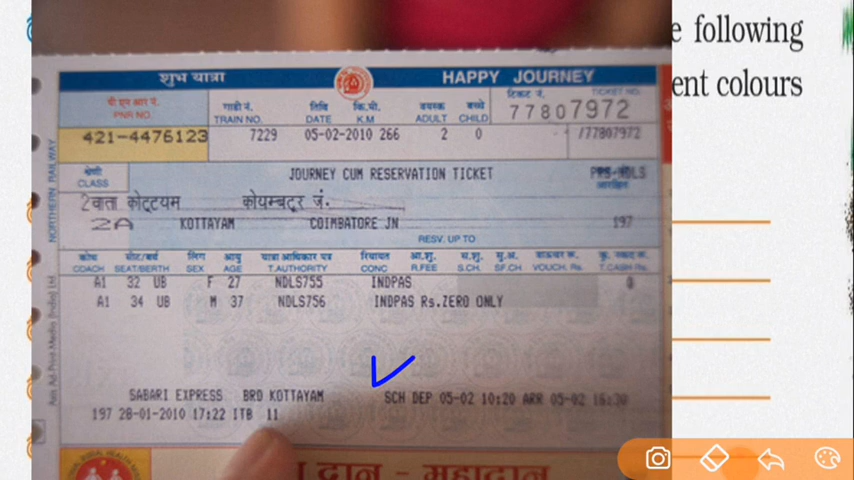 e following
ent colours
शुभ यात्रा HAPPY JOURNEY
पी एन आर नं. गाड़ी नं. तिथि कि.मी. वयस्क बच्चे टिकट नं.
PNR NO. TRAIN NO. DATE K.M ADULT CHILD TICKET NO.
77807972
421-4476123 7229 05-02-2010 266 2 0 /77807972
श्रेणी
CLASS JOURNEY CUM RESERVATION TICKET
2वाता कोट्टयम कोयम्बटूर जं.
2A KOTTAYAM COIMBATORE JN 197
RESV. UP TO
कोच सीट/बर्थ लिंग आयु यात्रा अधिकार पत्र रियायत आ.शु. सु.अ.
COACH SEAT/BERTH SEX AGE T.AUTHORITY CONC R.FEE S.CH. SF.CH VOUCH. Rs. T.CASH Rs.
A1 32 UB F 27 NDLS755 INDPAS 0
A1 34 UB M 37 NDLS756 INDPAS Rs.ZERO ONLY
SABARI EXPRESS BRD KOTTAYAM SCH DEP 05-02 10:20 ARR 05-02
197 28-01-2010 17:22 ITB 11
NORTHERN RAILWAY
दान - महादान